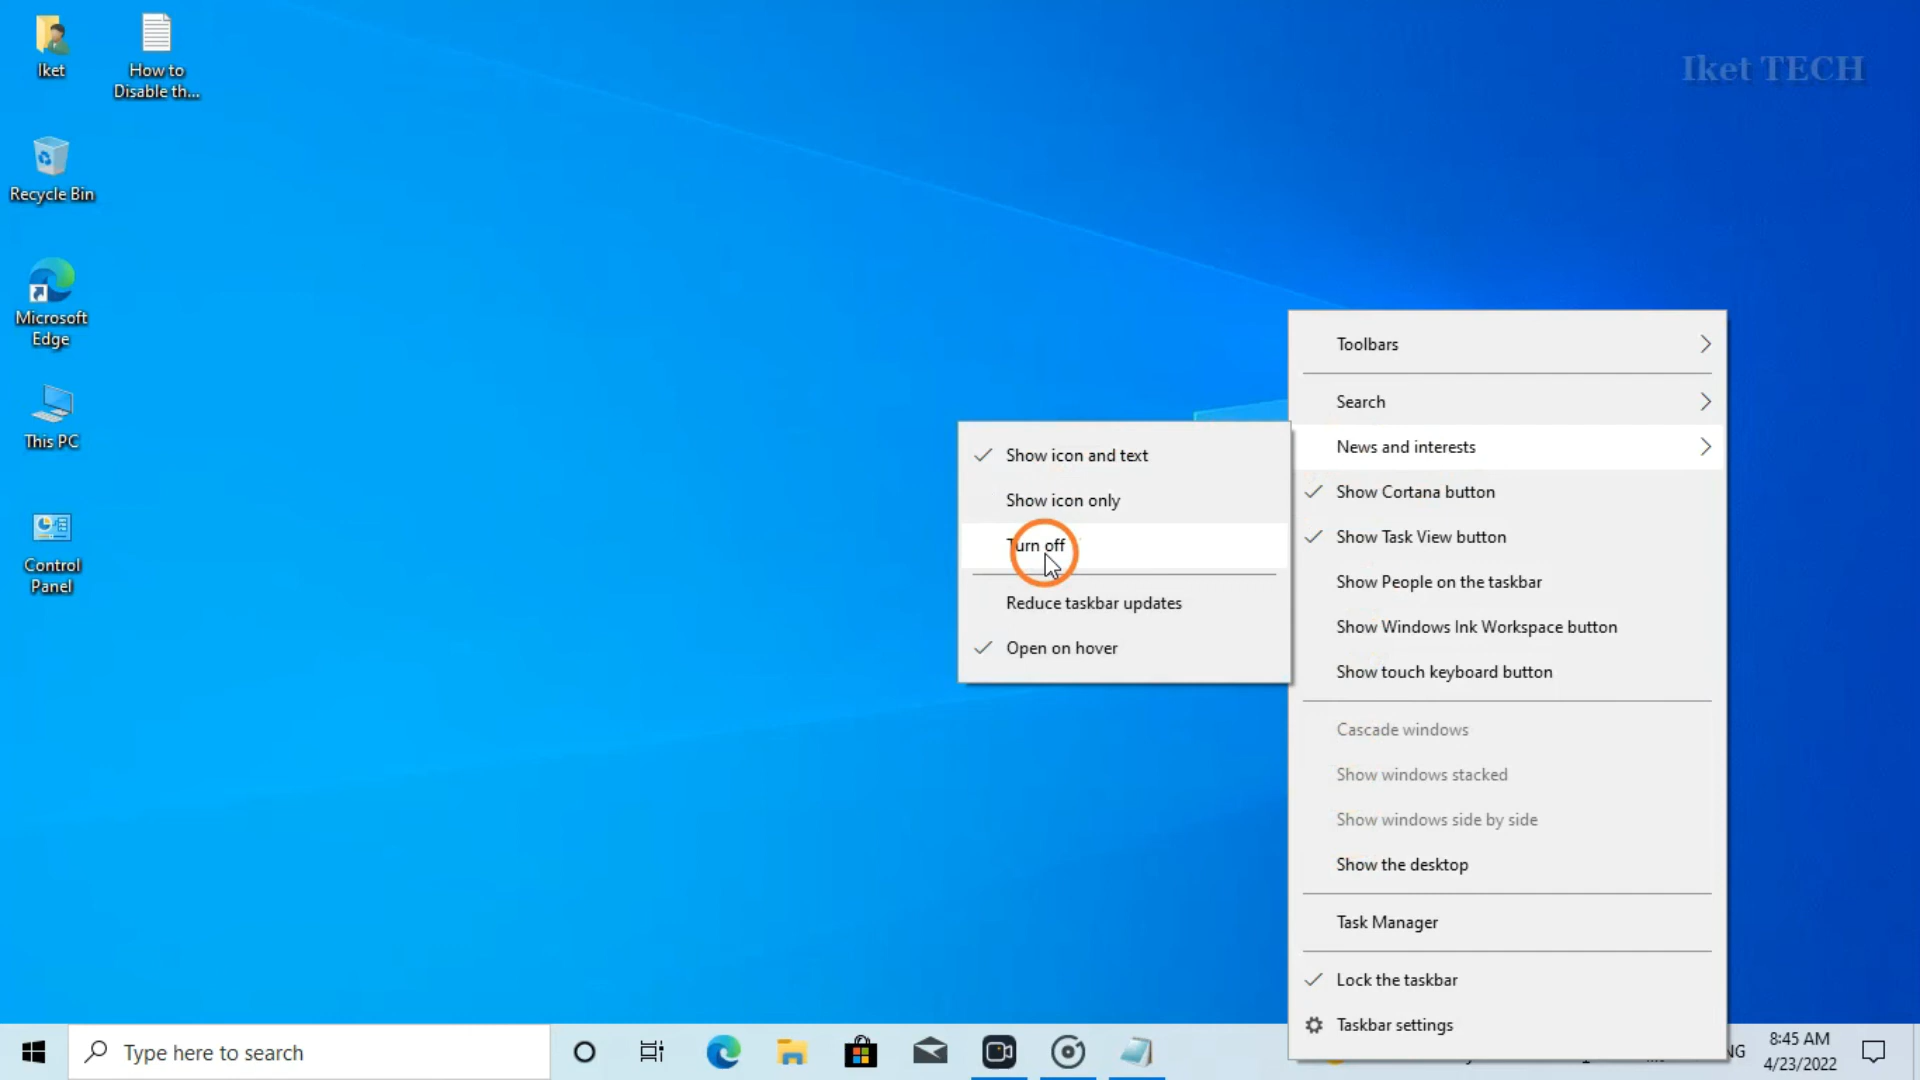 Iket
How to
Disable th...
Iket TECH
Recycle Bin
Microsoft
Edge
This PC
Control
Panel
Toolbars
Search
News and interests
Show Cortana button
Show Task View button
Show People on the taskbar
Show Windows Ink Workspace button
Show touch keyboard button
Cascade windows
Show windows stacked
Show windows side by side
Show the desktop
Task Manager
Lock the taskbar
Taskbar settings
Show icon and text
Show icon only
Turn off
Reduce taskbar updates
Open on hover
Type here to search
8:45 AM
4/23/2022